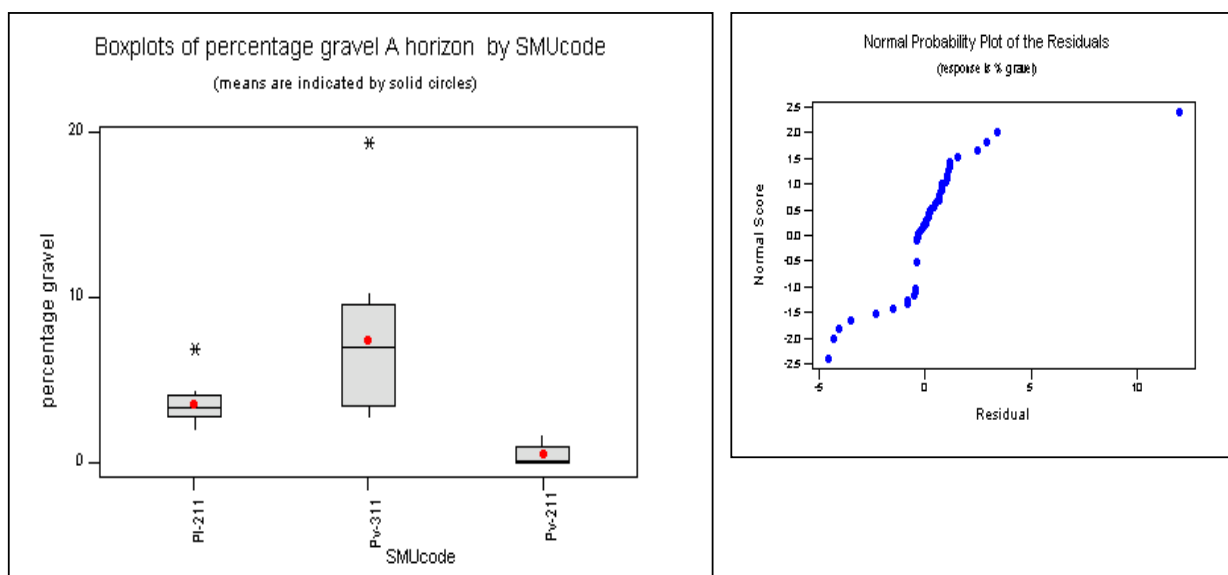 Boxplots of percentage gravel A horizon by SMUcode
(means are indicated by solid circles)
percentage gravel
20
10
0
Pl-211
Pv-311
Pv-211
SMUcode
Normal Probability Plot of the Residuals
(response is % gravel)
Normal Score
2.5
2.0
1.5
1.0
0.5
0.0
-0.5
-1.0
-1.5
-2.0
-2.5
-5
0
5
10
Residual